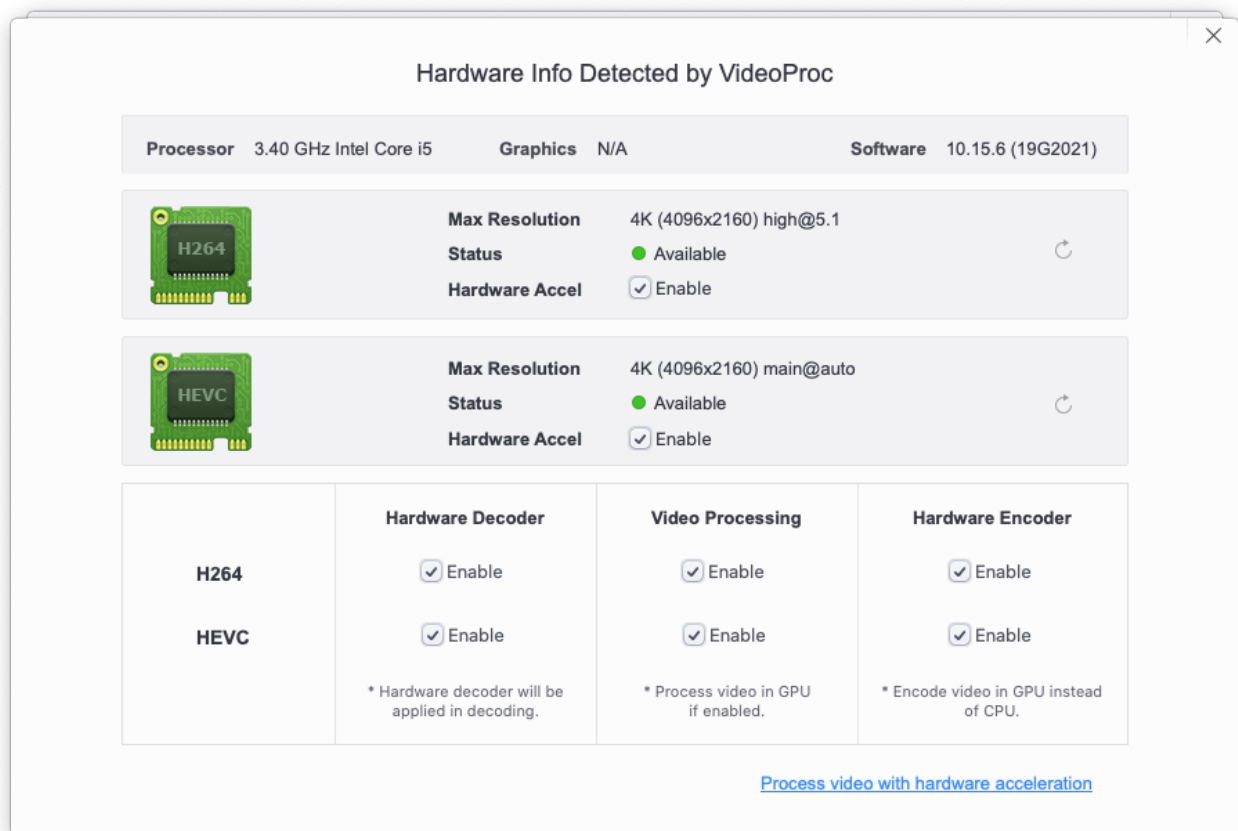 Hardware Info Detected by VideoProc
Processor 3.40 GHz Intel Core i5 Graphics N/A Software 10.15.6 (19G2021)
H264
Max Resolution 4K (4096x2160) high@5.1
Status Available
Hardware Accel Enable
HEVC
Max Resolution 4K (4096x2160) main@auto
Status Available
Hardware Accel Enable
Hardware Decoder Video Processing Hardware Encoder
H264 Enable Enable Enable
HEVC Enable Enable Enable
* Hardware decoder will be
applied in decoding.
* Process video in GPU
if enabled.
* Encode video in GPU instead
of CPU.
Process video with hardware acceleration